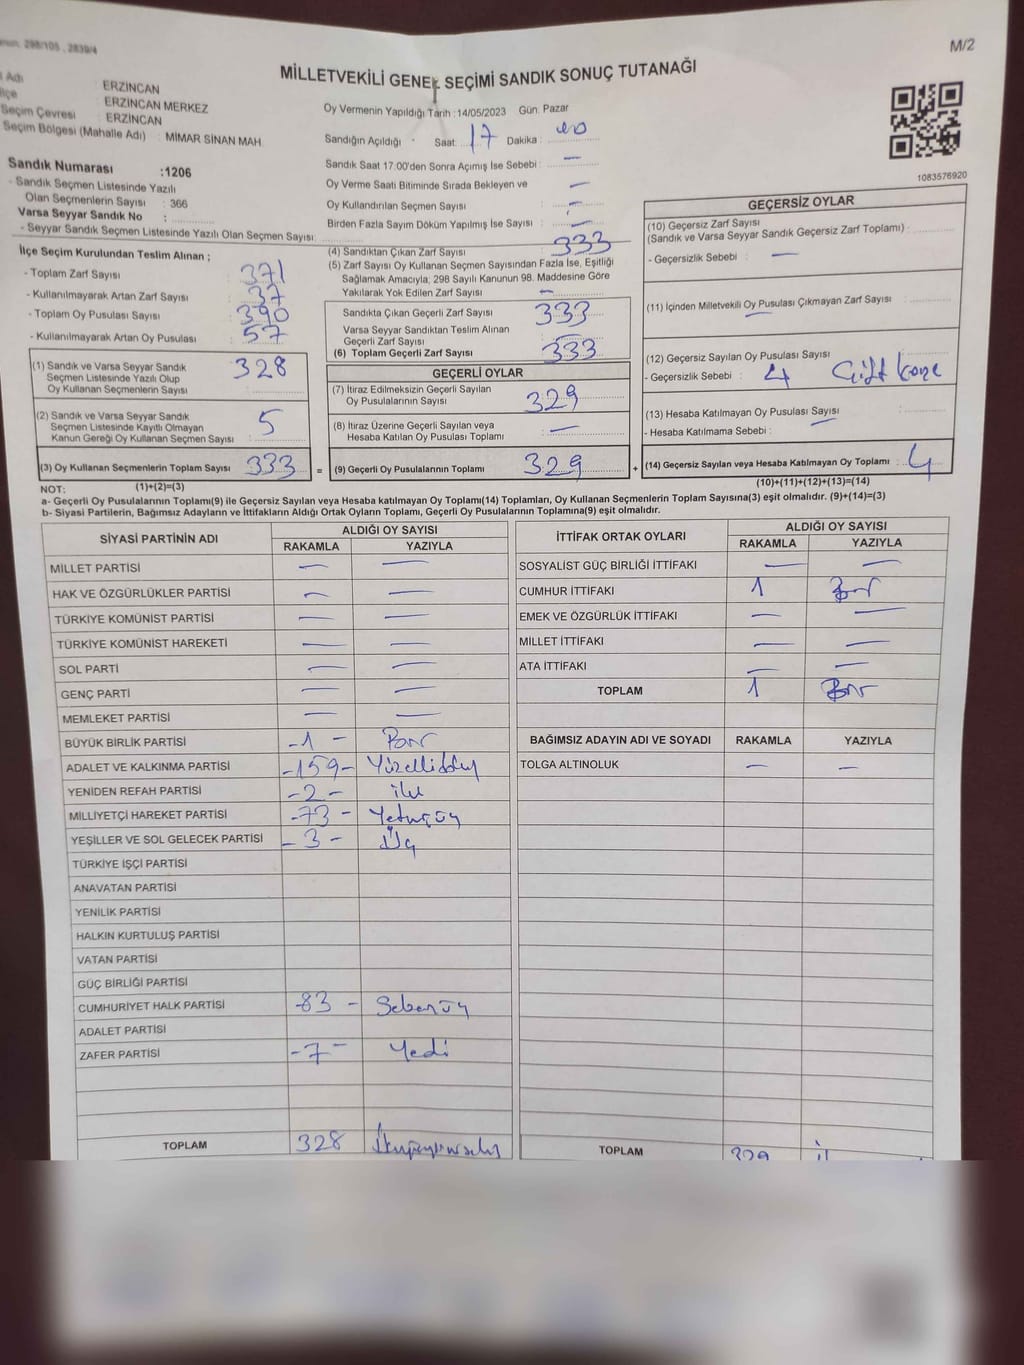 298/105 , 2839/4
M/2
MİLLETVEKİLİ GENEL SEÇİMİ SANDIK SONUÇ TUTANAĞI
Adı ERZİNCAN
İlçe ERZİNCAN MERKEZ
Seçim Çevresi ERZİNCAN
Seçim Bölgesi (Mahalle Adı) : MİMAR SİNAN MAH.
Sandık Numarası :1206
- Sandık Seçmen Listesinde Yazılı
Olan Seçmenlerin Sayısı : 366
Varsa Seyyar Sandık No :
- Seyyar Sandık Seçmen Listesinde Yazılı Olan Seçmen Sayısı:
Oy Vermenin Yapıldığı Tarih :14/05/2023 Gün: Pazar
Sandığın Açıldığı Saat: 17 Dakika : 00
Sandık Saat 17.00'den Sonra Açımış İse Sebebi : —
Oy Verme Saati Bitiminde Sırada Bekleyen ve —
Oy Kullandırılan Seçmen Sayısı : —
Birden Fazla Sayım Döküm Yapılmış İse Sayısı : —
1083576920
İlçe Seçim Kurulundan Teslim Alınan ;
- Toplam Zarf Sayısı : 371
- Kullanılmayarak Artan Zarf Sayısı : 37
- Toplam Oy Pusulası Sayısı : 390
- Kullanılmayarak Artan Oy Pusulası : 57
(1) Sandık ve Varsa Seyyar Sandık
Seçmen Listesinde Yazılı Olup
Oy Kullanan Seçmenlerin Sayısı : 328
(2) Sandık ve Varsa Seyyar Sandık
Seçmen Listesinde Kayıtlı Olmayan
Kanun Gereği Oy Kullanan Seçmen Sayısı : 5
(3) Oy Kullanan Seçmenlerin Toplam Sayısı : 333
(1)+(2)=(3)
(4) Sandıktan Çıkan Zarf Sayısı : 333
(5) Zarf Sayısı Oy Kullanan Seçmen Sayısından Fazla İse, Eşitliği
Sağlamak Amacıyla; 298 Sayılı Kanunun 98. Maddesine Göre
Yakılarak Yok Edilen Zarf Sayısı : —
Sandıkta Çıkan Geçerli Zarf Sayısı : 333
Varsa Seyyar Sandıktan Teslim Alınan
Geçerli Zarf Sayısı : —
(6) Toplam Geçerli Zarf Sayısı : 333
GEÇERLİ OYLAR
(7) İtiraz Edilmeksizin Geçerli Sayılan
Oy Pusulalarının Sayısı : 329
(8) İtiraz Üzerine Geçerli Sayılan veya
Hesaba Katılan Oy Pusulası Toplamı : —
= (9) Geçerli Oy Pusulalarının Toplamı : 329
GEÇERSİZ OYLAR
(10) Geçersiz Zarf Sayısı
(Sandık ve Varsa Seyyar Sandık Geçersiz Zarf Toplamı) :
- Geçersizlik Sebebi : —
(11) İçinden Milletvekili Oy Pusulası Çıkmayan Zarf Sayısı : —
(12) Geçersiz Sayılan Oy Pusulası Sayısı
- Geçersizlik Sebebi : 4 Çift kaşe
(13) Hesaba Katılmayan Oy Pusulası Sayısı : —
- Hesaba Katılmama Sebebi :
+ (14) Geçersiz Sayılan veya Hesaba Katılmayan Oy Toplamı : 4
(10)+(11)+(12)+(13)=(14)
NOT:
a- Geçerli Oy Pusulalarının Toplamı(9) ile Geçersiz Sayılan veya Hesaba katılmayan Oy Toplamı(14) Toplamları, Oy Kullanan Seçmenlerin Toplam Sayısına(3) eşit olmalıdır. (9)+(14)=(3)
b- Siyasi Partilerin, Bağımsız Adayların ve İttifakların Aldığı Ortak Oyların Toplamı, Geçerli Oy Pusulalarının Toplamına(9) eşit olmalıdır.
SİYASİ PARTİNİN ADI ALDIĞI OY SAYISI
RAKAMLA YAZIYLA
MİLLET PARTİSİ — —
HAK VE ÖZGÜRLÜKLER PARTİSİ — —
TÜRKİYE KOMÜNİST PARTİSİ — —
TÜRKİYE KOMÜNİST HAREKETİ — —
SOL PARTİ — —
GENÇ PARTİ — —
MEMLEKET PARTİSİ — —
BÜYÜK BİRLİK PARTİSİ -1- Bir
ADALET VE KALKINMA PARTİSİ -159-
YENİDEN REFAH PARTİSİ -2- iki
MİLLİYETÇİ HAREKET PARTİSİ -73- Yetmişüç
YEŞİLLER VE SOL GELECEK PARTİSİ -3- Üç
TÜRKİYE İŞÇİ PARTİSİ
ANAVATAN PARTİSİ
YENİLİK PARTİSİ
HALKIN KURTULUŞ PARTİSİ
VATAN PARTİSİ
GÜÇ BİRLİĞİ PARTİSİ
CUMHURİYET HALK PARTİSİ -83- Seksenüç
ADALET PARTİSİ
ZAFER PARTİSİ -7- Yedi
TOPLAM 328
İTTİFAK ORTAK OYLARI ALDIĞI OY SAYISI
RAKAMLA YAZIYLA
SOSYALİST GÜÇ BİRLİĞİ İTTİFAKI — —
CUMHUR İTTİFAKI 1 Bir
EMEK VE ÖZGÜRLÜK İTTİFAKI — —
MİLLET İTTİFAKI — —
ATA İTTİFAKI — —
TOPLAM 1 Bir
BAĞIMSIZ ADAYIN ADI VE SOYADI RAKAMLA YAZIYLA
TOLGA ALTINOLUK — —
TOPLAM 329